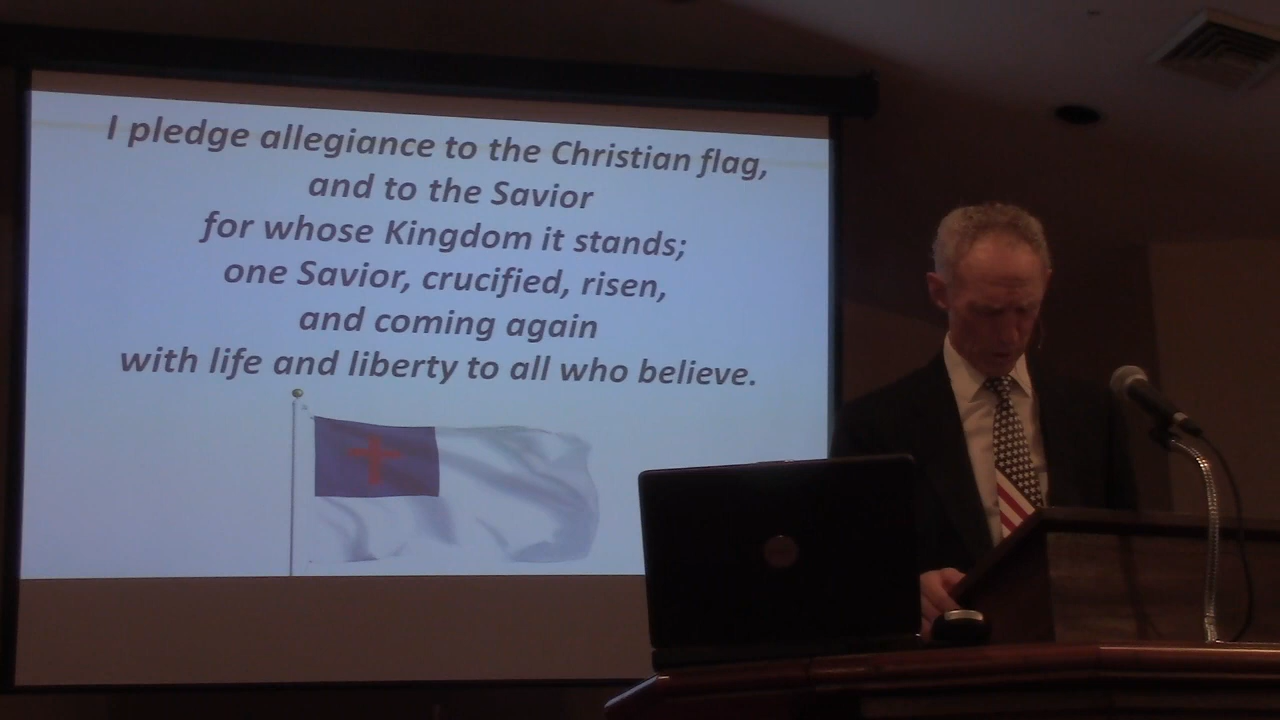 I pledge allegiance to the Christian flag,
and to the Savior
for whose Kingdom it stands;
one Savior, crucified, risen,
and coming again
with life and liberty to all who believe.